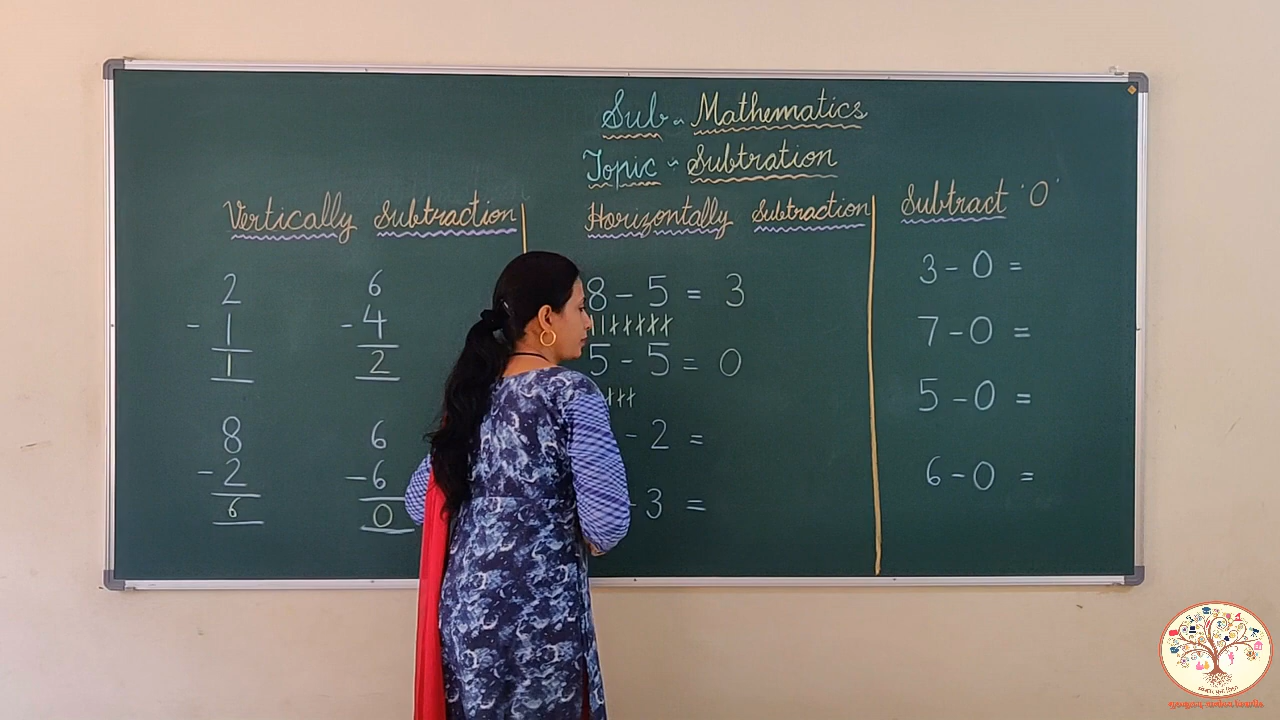 Sub - Mathematics
Topic - Subtration
Vertically Subtraction
2
- 1
1
6
- 4
2
8
- 2
6
6
- 6
0
Horizontally Subtraction
8 - 5 = 3
5 - 5 = 0
- 2 =
- 3 =
Subtract '0'
3 - 0 =
7 - 0 =
5 - 0 =
6 - 0 =